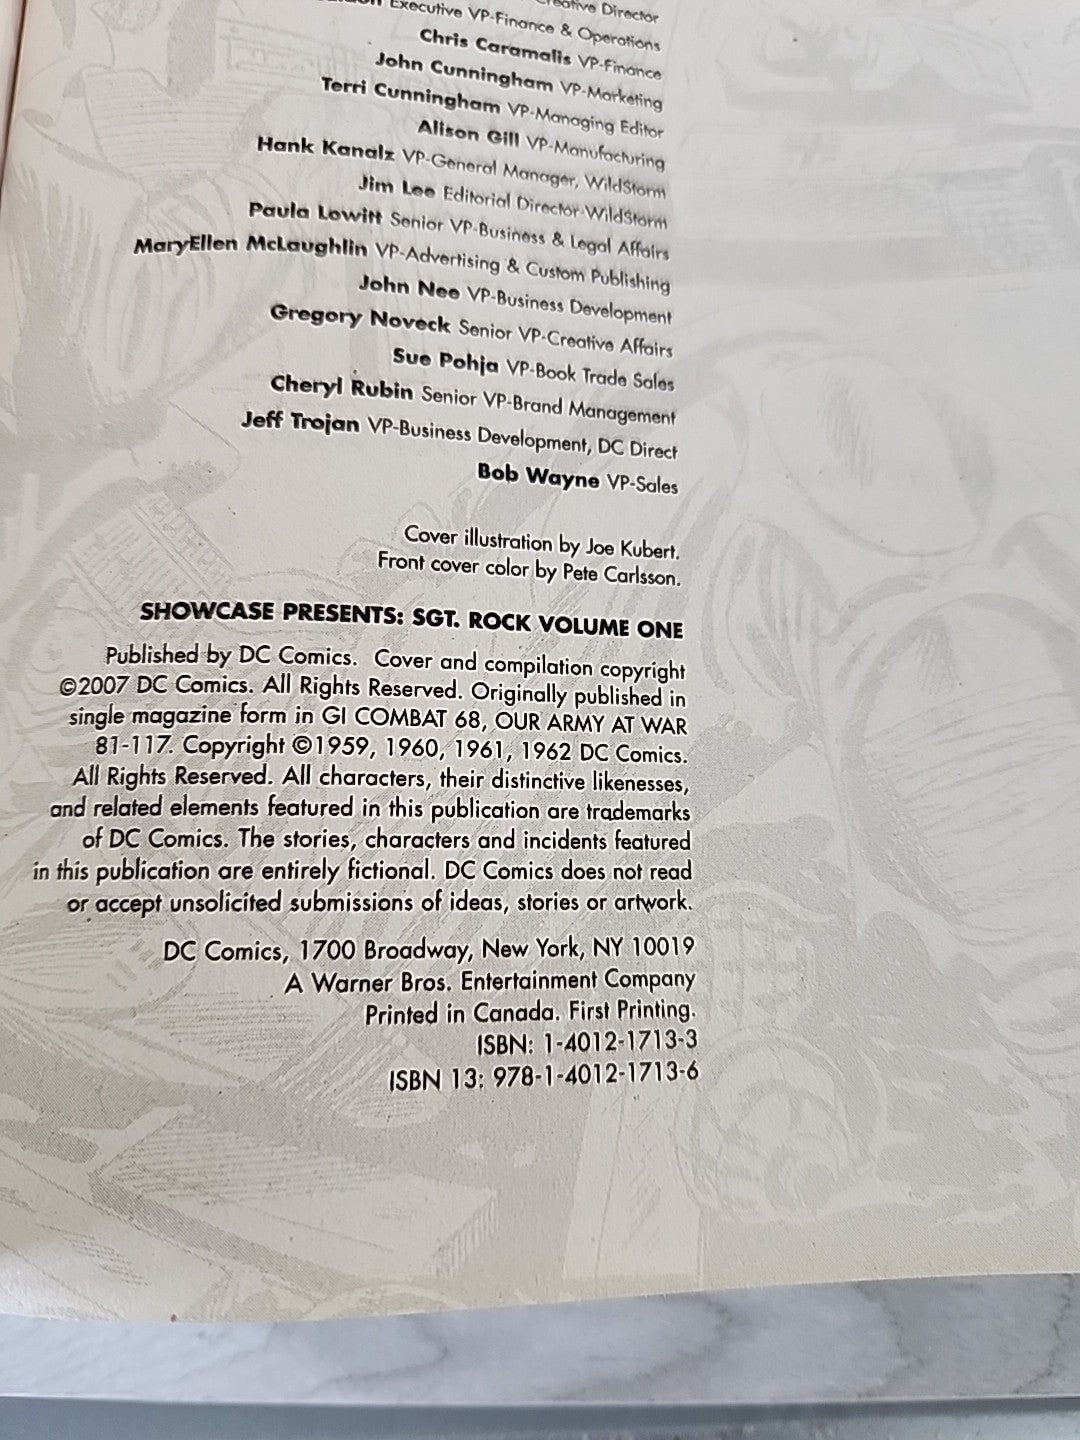 Creative Director
Executive VP-Finance & Operations
Chris Caramalis VP-Finance
John Cunningham VP-Marketing
Terri Cunningham VP-Managing Editor
Alison Gill VP-Manufacturing
Hank Kanalz VP-General Manager, WildStorm
Jim Lee Editorial Director-WildStorm
Paula Lowitt Senior VP-Business & Legal Affairs
MaryEllen McLaughlin VP-Advertising & Custom Publishing
John Nee VP-Business Development
Gregory Noveck Senior VP-Creative Affairs
Sue Pohja VP-Book Trade Sales
Cheryl Rubin Senior VP-Brand Management
Jeff Trojan VP-Business Development, DC Direct
Bob Wayne VP-Sales
Cover illustration by Joe Kubert.
Front cover color by Pete Carlsson.
SHOWCASE PRESENTS: SGT. ROCK VOLUME ONE
Published by DC Comics. Cover and compilation copyright
©2007 DC Comics. All Rights Reserved. Originally published in
single magazine form in GI COMBAT 68, OUR ARMY AT WAR
81-117. Copyright ©1959, 1960, 1961, 1962 DC Comics.
All Rights Reserved. All characters, their distinctive likenesses,
and related elements featured in this publication are trademarks
of DC Comics. The stories, characters and incidents featured
in this publication are entirely fictional. DC Comics does not read
or accept unsolicited submissions of ideas, stories or artwork.
DC Comics, 1700 Broadway, New York, NY 10019
A Warner Bros. Entertainment Company
Printed in Canada. First Printing.
ISBN: 1-4012-1713-3
ISBN 13: 978-1-4012-1713-6